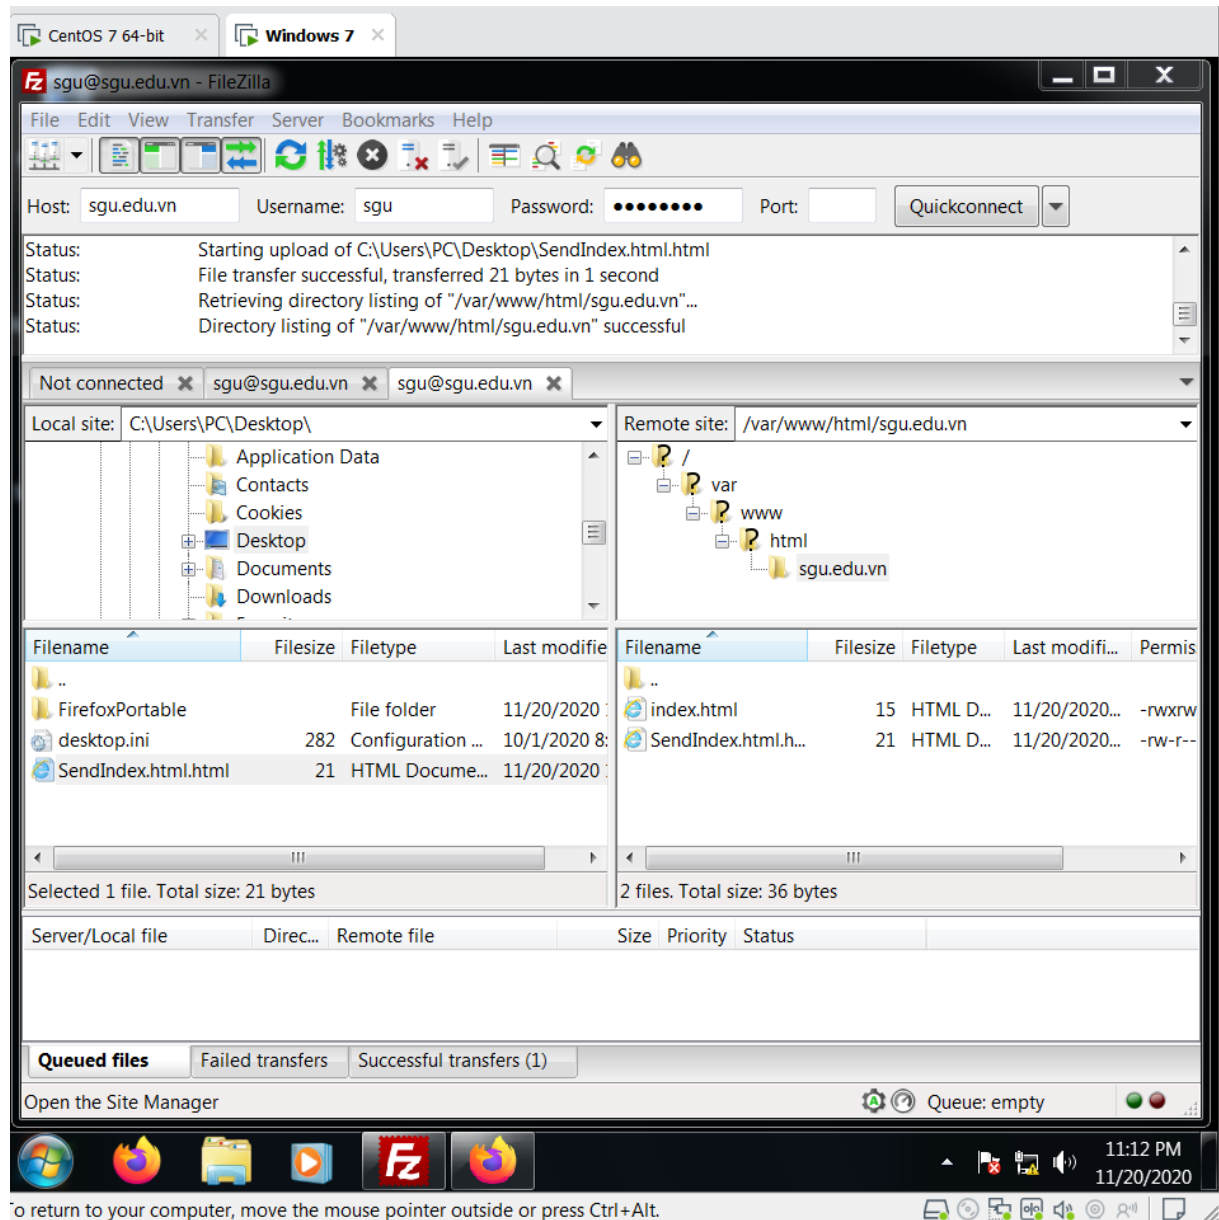 CentOS 7 64-bit
Windows 7
sgu@sgu.edu.vn - FileZilla
File Edit View Transfer Server Bookmarks Help
Host: sgu.edu.vn Username: sgu Password: ●●●●●●●● Port: Quickconnect
Status: Starting upload of C:\Users\PC\Desktop\SendIndex.html.html
Status: File transfer successful, transferred 21 bytes in 1 second
Status: Retrieving directory listing of "/var/www/html/sgu.edu.vn"...
Status: Directory listing of "/var/www/html/sgu.edu.vn" successful
Not connected sgu@sgu.edu.vn sgu@sgu.edu.vn
Local site: C:\Users\PC\Desktop\
Application Data
Contacts
Cookies
Desktop
Documents
Downloads
Filename Filesize Filetype Last modifie
..
FirefoxPortable File folder 11/20/2020
desktop.ini 282 Configuration ... 10/1/2020 8:
SendIndex.html.html 21 HTML Docume... 11/20/2020
Selected 1 file. Total size: 21 bytes
Remote site: /var/www/html/sgu.edu.vn
/
var
www
html
sgu.edu.vn
Filename Filesize Filetype Last modifi... Permis
..
index.html 15 HTML D... 11/20/2020... -rwxrw
SendIndex.html.h... 21 HTML D... 11/20/2020... -rw-r--
2 files. Total size: 36 bytes
Server/Local file Direc... Remote file Size Priority Status
Queued files Failed transfers Successful transfers (1)
Open the Site Manager Queue: empty
11:12 PM
11/20/2020
To return to your computer, move the mouse pointer outside or press Ctrl+Alt.